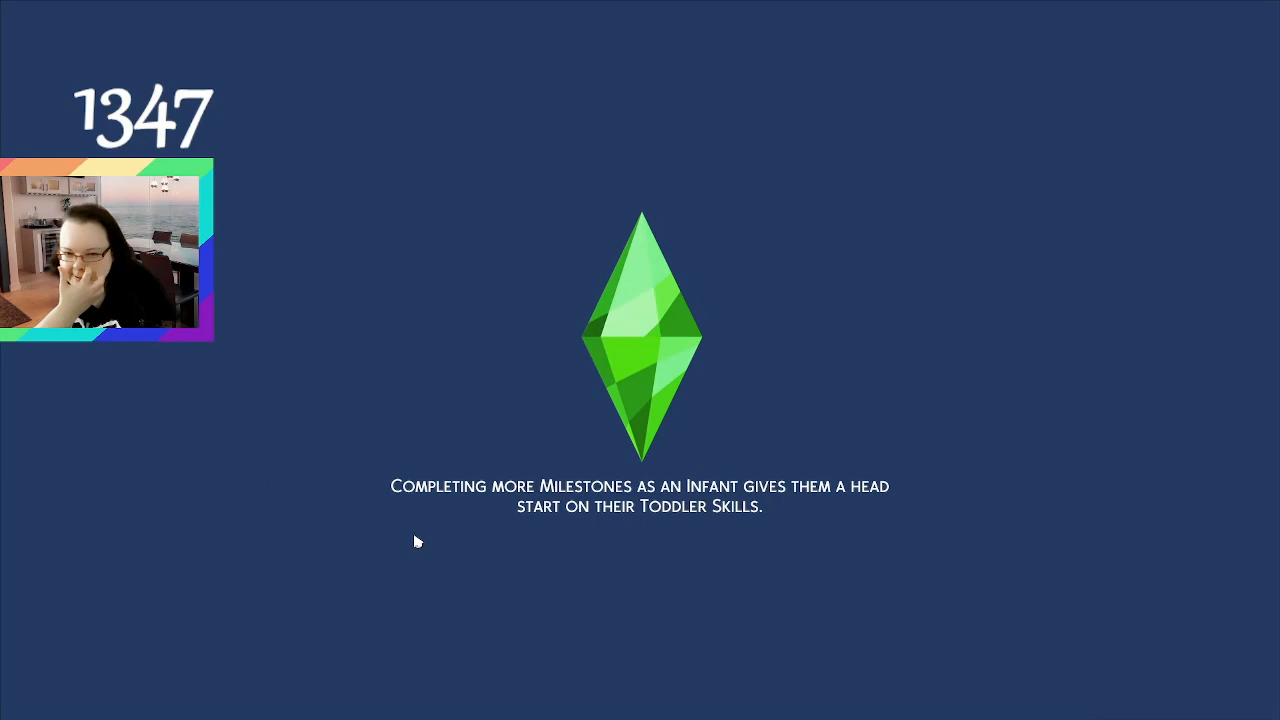 1347
Completing more Milestones as an Infant gives them a head
start on their Toddler Skills.